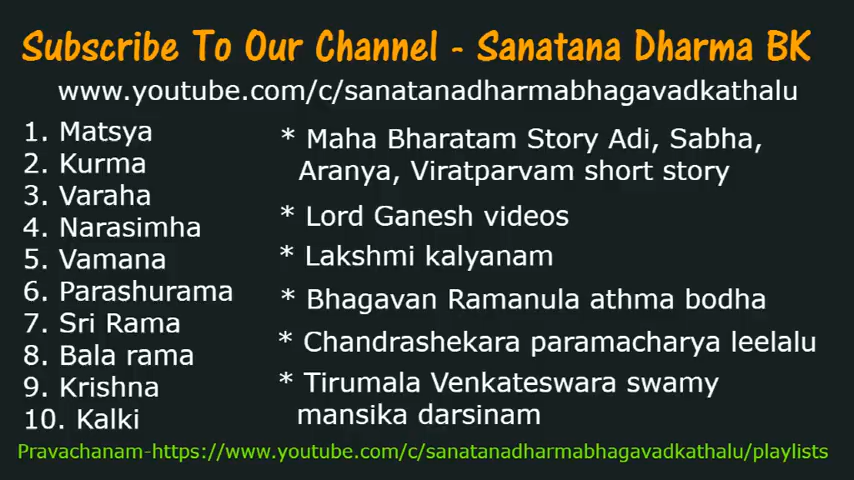 Subscribe To Our Channel - Sanatana Dharma BK
www.youtube.com/c/sanatanadharmabhagavadkathalu
1. Matsya
2. Kurma
3. Varaha
4. Narasimha
5. Vamana
6. Parashurama
7. Sri Rama
8. Bala rama
9. Krishna
10. Kalki
* Maha Bharatam Story Adi, Sabha,
Aranya, Viratparvam short story
* Lord Ganesh videos
* Lakshmi kalyanam
* Bhagavan Ramanula athma bodha
* Chandrashekara paramacharya leelalu
* Tirumala Venkateswara swamy
mansika darsinam
Pravachanam-https://www.youtube.com/c/sanatanadharmabhagavadkathalu/playlists